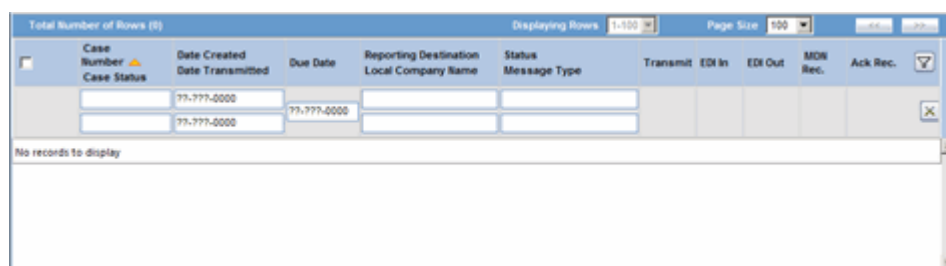 Total Number of Rows (0) Displaying Rows 1-100 Page Size 100 << >>
Case Number Case Status Date Created Date Transmitted Due Date Reporting Destination Local Company Name Status Message Type Transmit EDI In EDI Out MDN Rec. Ack Rec.
??-???-0000
??-???-0000
??-???-0000
No records to display